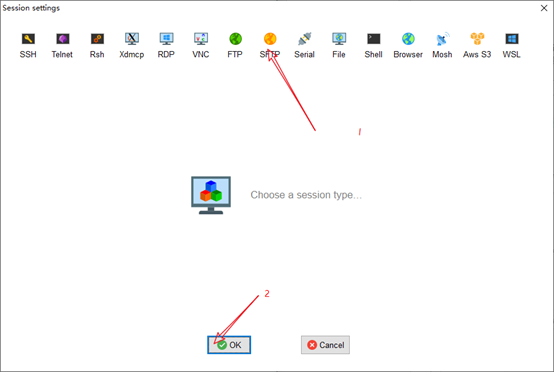 Session settings
SSH Telnet Rsh Xdmcp RDP VNC FTP SFTP Serial File Shell Browser Mosh Aws S3 WSL
1
Choose a session type...
2
OK Cancel